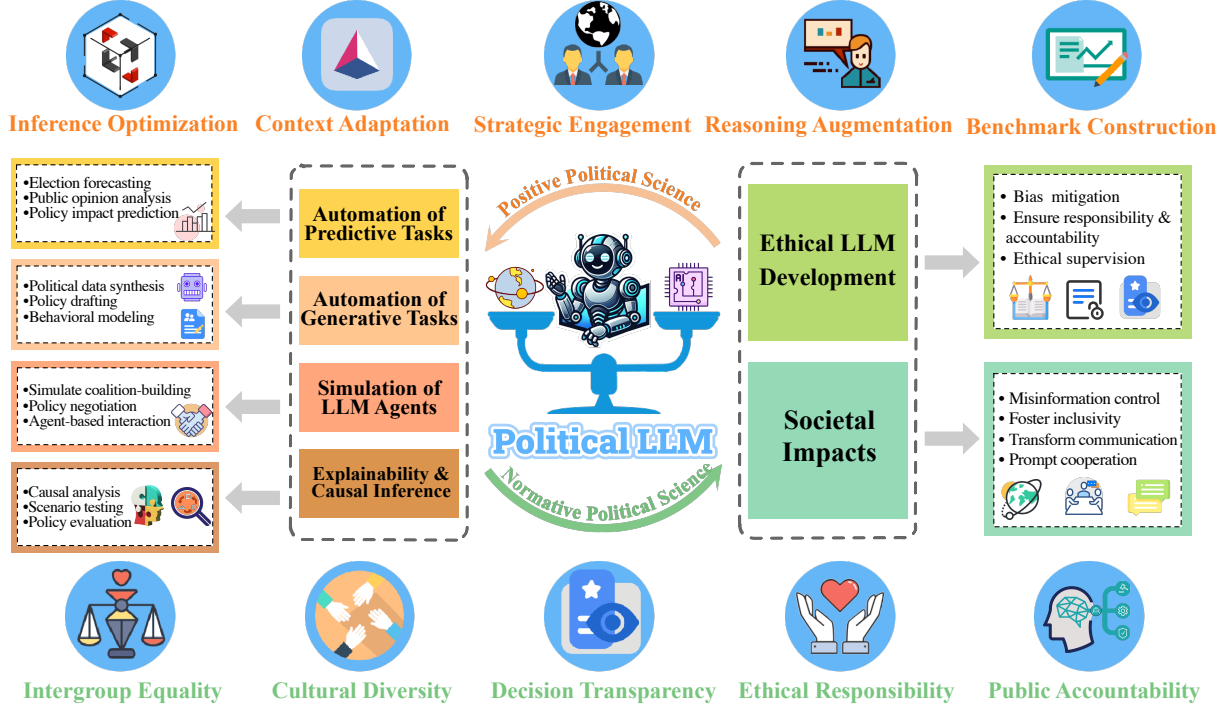 Inference Optimization
Context Adaptation
Strategic Engagement
Reasoning Augmentation
Benchmark Construction
•Election forecasting
•Public opinion analysis
•Policy impact prediction
•Political data synthesis
•Policy drafting
•Behavioral modeling
•Simulate coalition-building
•Policy negotiation
•Agent-based interaction
•Causal analysis
•Scenario testing
•Policy evaluation
Automation of
Predictive Tasks
Automation of
Generative Tasks
Simulation of
LLM Agents
Explainability &
Causal Inference
Positive Political Science
Ai
Political LLM
Normative Political Science
Ethical LLM
Development
Societal
Impacts
• Bias mitigation
• Ensure responsibility &
accountability
• Ethical supervision
• Misinformation control
• Foster inclusivity
• Transform communication
• Prompt cooperation
Intergroup Equality
Cultural Diversity
Decision Transparency
Ethical Responsibility
Public Accountability